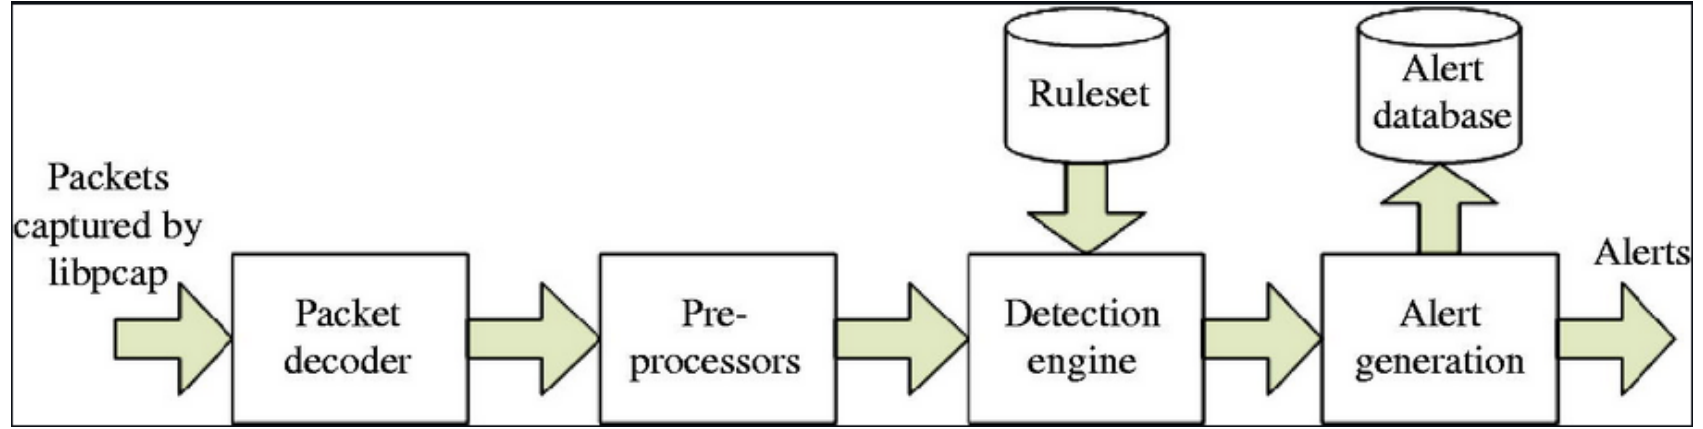 Packets
captured by
libpcap
Packet
decoder
Pre-
processors
Ruleset
Detection
engine
Alert
database
Alert
generation
Alerts